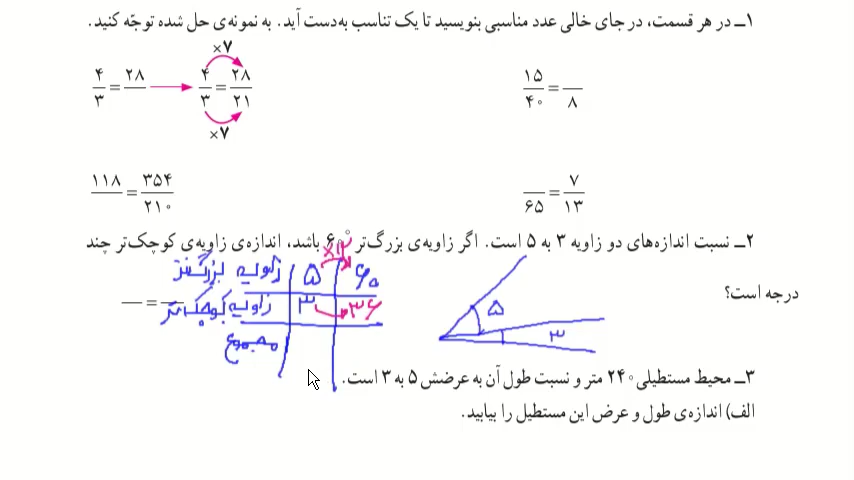 ۱ــ در هر قسمت، در جای خالی عدد مناسبی بنویسید تا یک تناسب به‌دست آید. به نمونه‌ی حل شده توجّه کنید.
×۷
۴/۳ = ۲۸/ → ۴/۳ = ۲۸/۲۱
×۷
۱۵/۴۰ = /۸
۱۱۸/ = ۳۵۴/۲۱۰
/۶۵ = ۷/۱۳
۲ــ نسبت اندازه‌های دو زاویه ۳ به ۵ است. اگر زاویه‌ی بزرگ‌تر ۶۰° باشد، اندازه‌ی زاویه‌ی کوچک‌تر چند
درجه است؟
×۱۲
زاویه بزرگتر ۵ ۶۰
زاویه کوچکتر ۳ ۳۶
مجموع
— = —
۵
۳
۳ــ محیط مستطیلی ۲۴۰ متر و نسبت طول آن به عرضش ۵ به ۳ است.
الف) اندازه‌ی طول و عرض این مستطیل را بیابید.